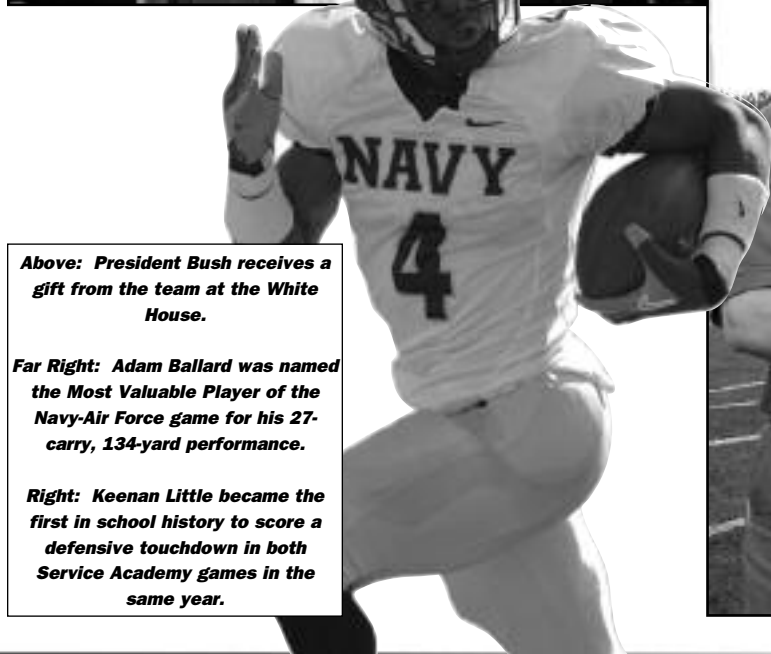 NAVY
4
Above: President Bush receives a
gift from the team at the White
House.
Far Right: Adam Ballard was named
the Most Valuable Player of the
Navy-Air Force game for his 27-
carry, 134-yard performance.
Right: Keenan Little became the
first in school history to score a
defensive touchdown in both
Service Academy games in the
same year.